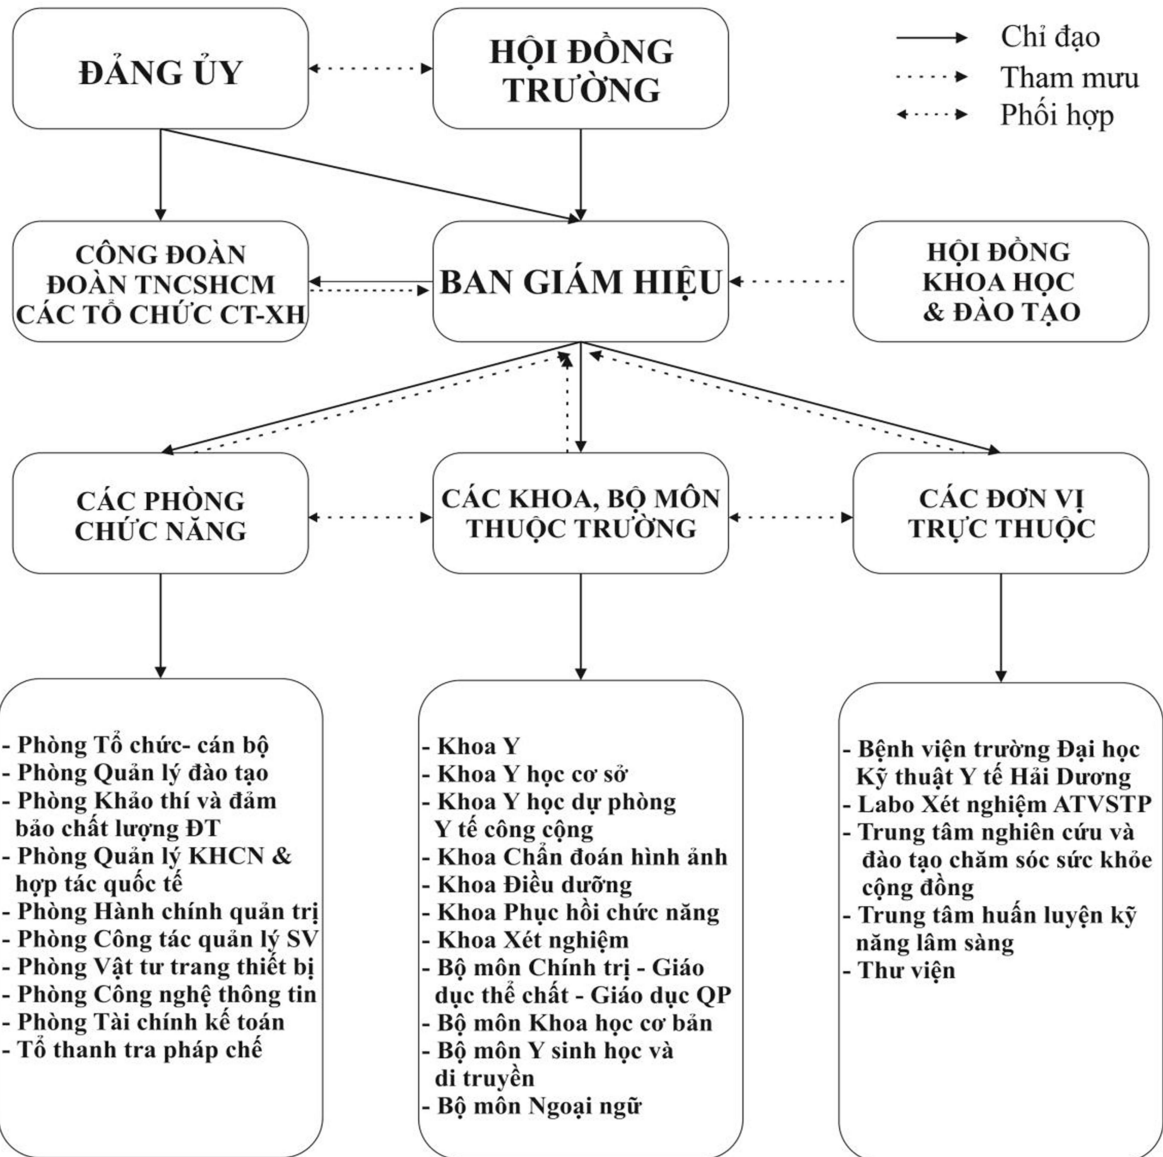 ĐẢNG ỦY
HỘI ĐỒNG
TRƯỜNG
Chỉ đạo
Tham mưu
Phối hợp
CÔNG ĐOÀN
ĐOÀN TNCSHCM
CÁC TỔ CHỨC CT-XH
BAN GIÁM HIỆU
HỘI ĐỒNG
KHOA HỌC
& ĐÀO TẠO
CÁC PHÒNG
CHỨC NĂNG
CÁC KHOA, BỘ MÔN
THUỘC TRƯỜNG
CÁC ĐƠN VỊ
TRỰC THUỘC
- Phòng Tổ chức- cán bộ
- Phòng Quản lý đào tạo
- Phòng Khảo thí và đảm
bảo chất lượng ĐT
- Phòng Quản lý KHCN &
hợp tác quốc tế
- Phòng Hành chính quản trị
- Phòng Công tác quản lý SV
- Phòng Vật tư trang thiết bị
- Phòng Công nghệ thông tin
- Phòng Tài chính kế toán
- Tổ thanh tra pháp chế
- Khoa Y
- Khoa Y học cơ sở
- Khoa Y học dự phòng
Y tế công cộng
- Khoa Chẩn đoán hình ảnh
- Khoa Điều dưỡng
- Khoa Phục hồi chức năng
- Khoa Xét nghiệm
- Bộ môn Chính trị - Giáo
dục thể chất - Giáo dục QP
- Bộ môn Khoa học cơ bản
- Bộ môn Y sinh học và
di truyền
- Bộ môn Ngoại ngữ
- Bệnh viện trường Đại học
Kỹ thuật Y tế Hải Dương
- Labo Xét nghiệm ATVSTP
- Trung tâm nghiên cứu và
đào tạo chăm sóc sức khỏe
cộng đồng
- Trung tâm huấn luyện kỹ
năng lâm sàng
- Thư viện